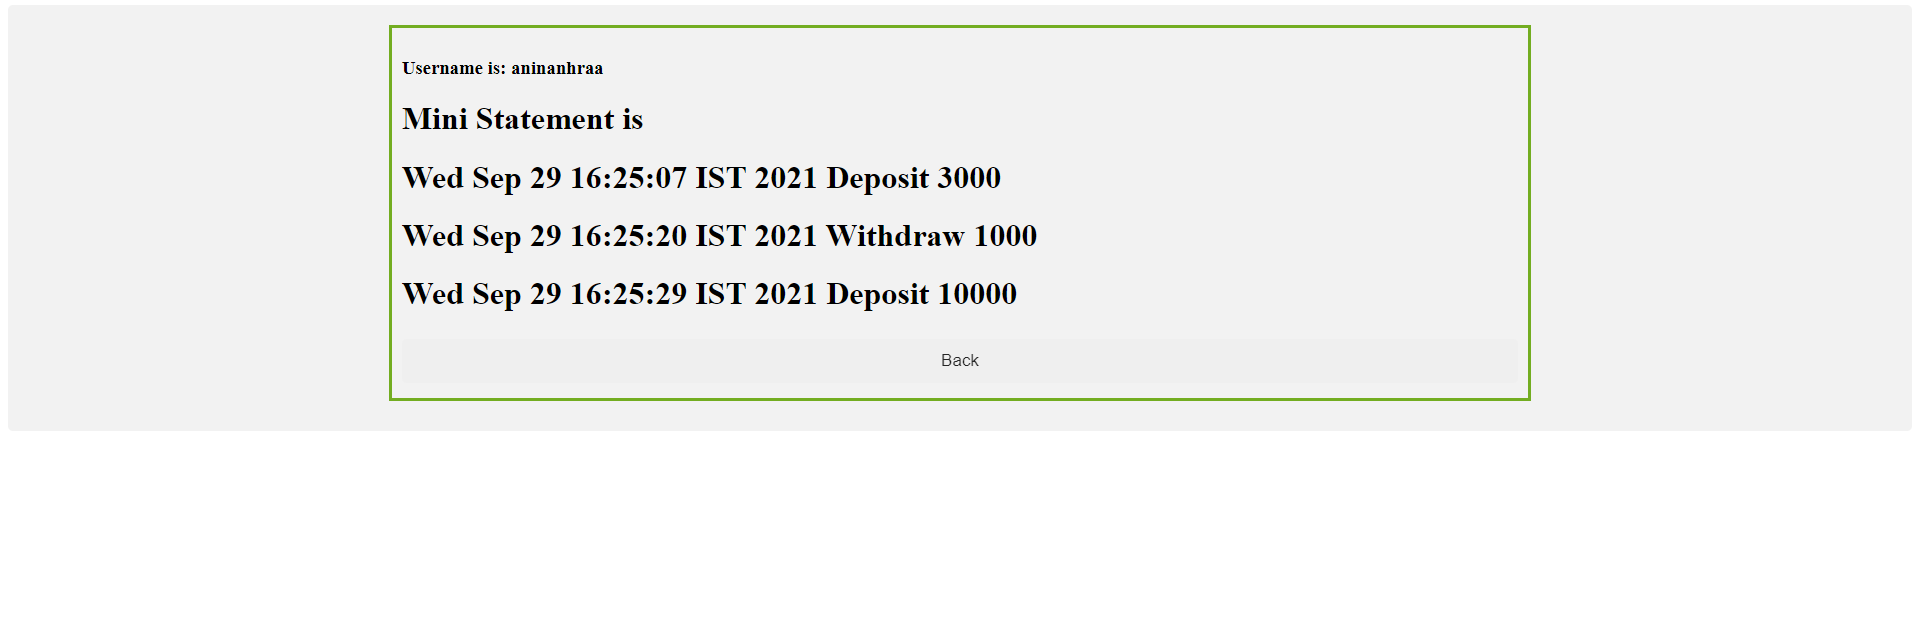 Username is: aninanhraa
Mini Statement is
Wed Sep 29 16:25:07 IST 2021 Deposit 3000
Wed Sep 29 16:25:20 IST 2021 Withdraw 1000
Wed Sep 29 16:25:29 IST 2021 Deposit 10000
Back